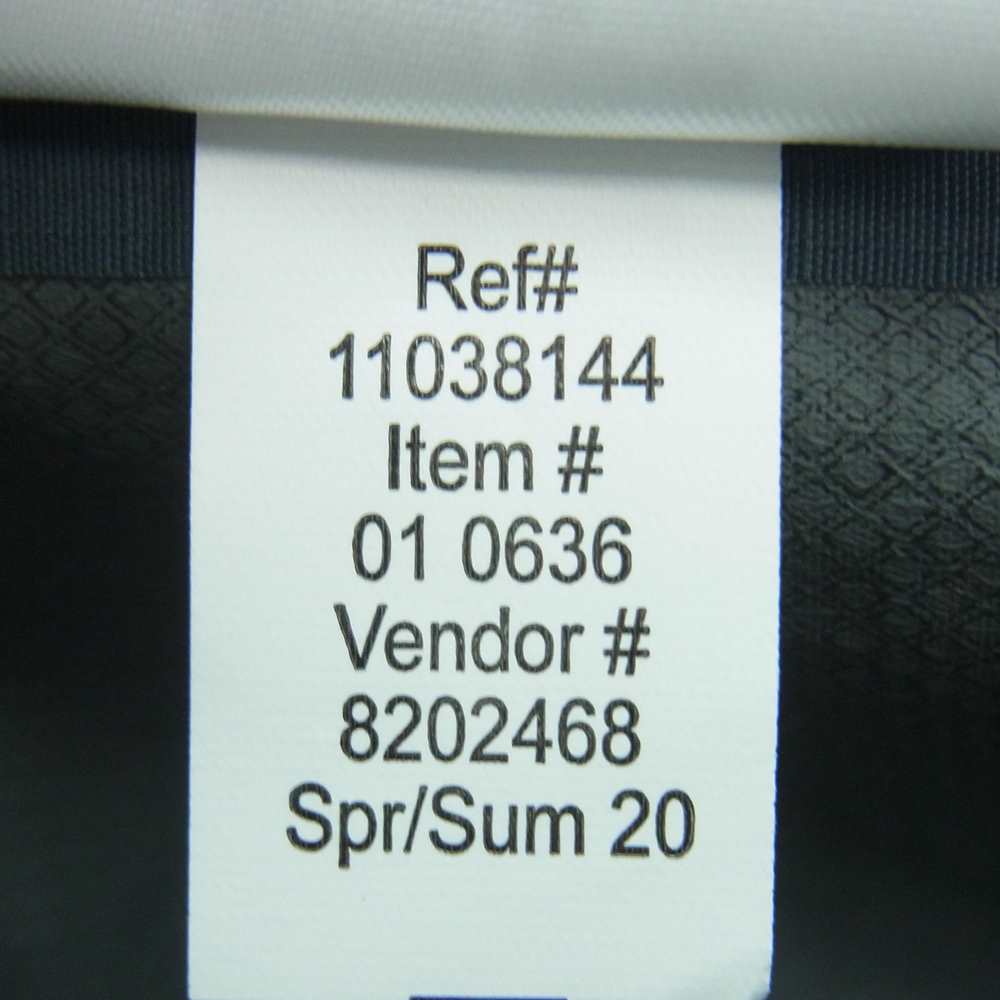 Ref#
11038144
Item #
01 0636
Vendor #
8202468
Spr/Sum 20